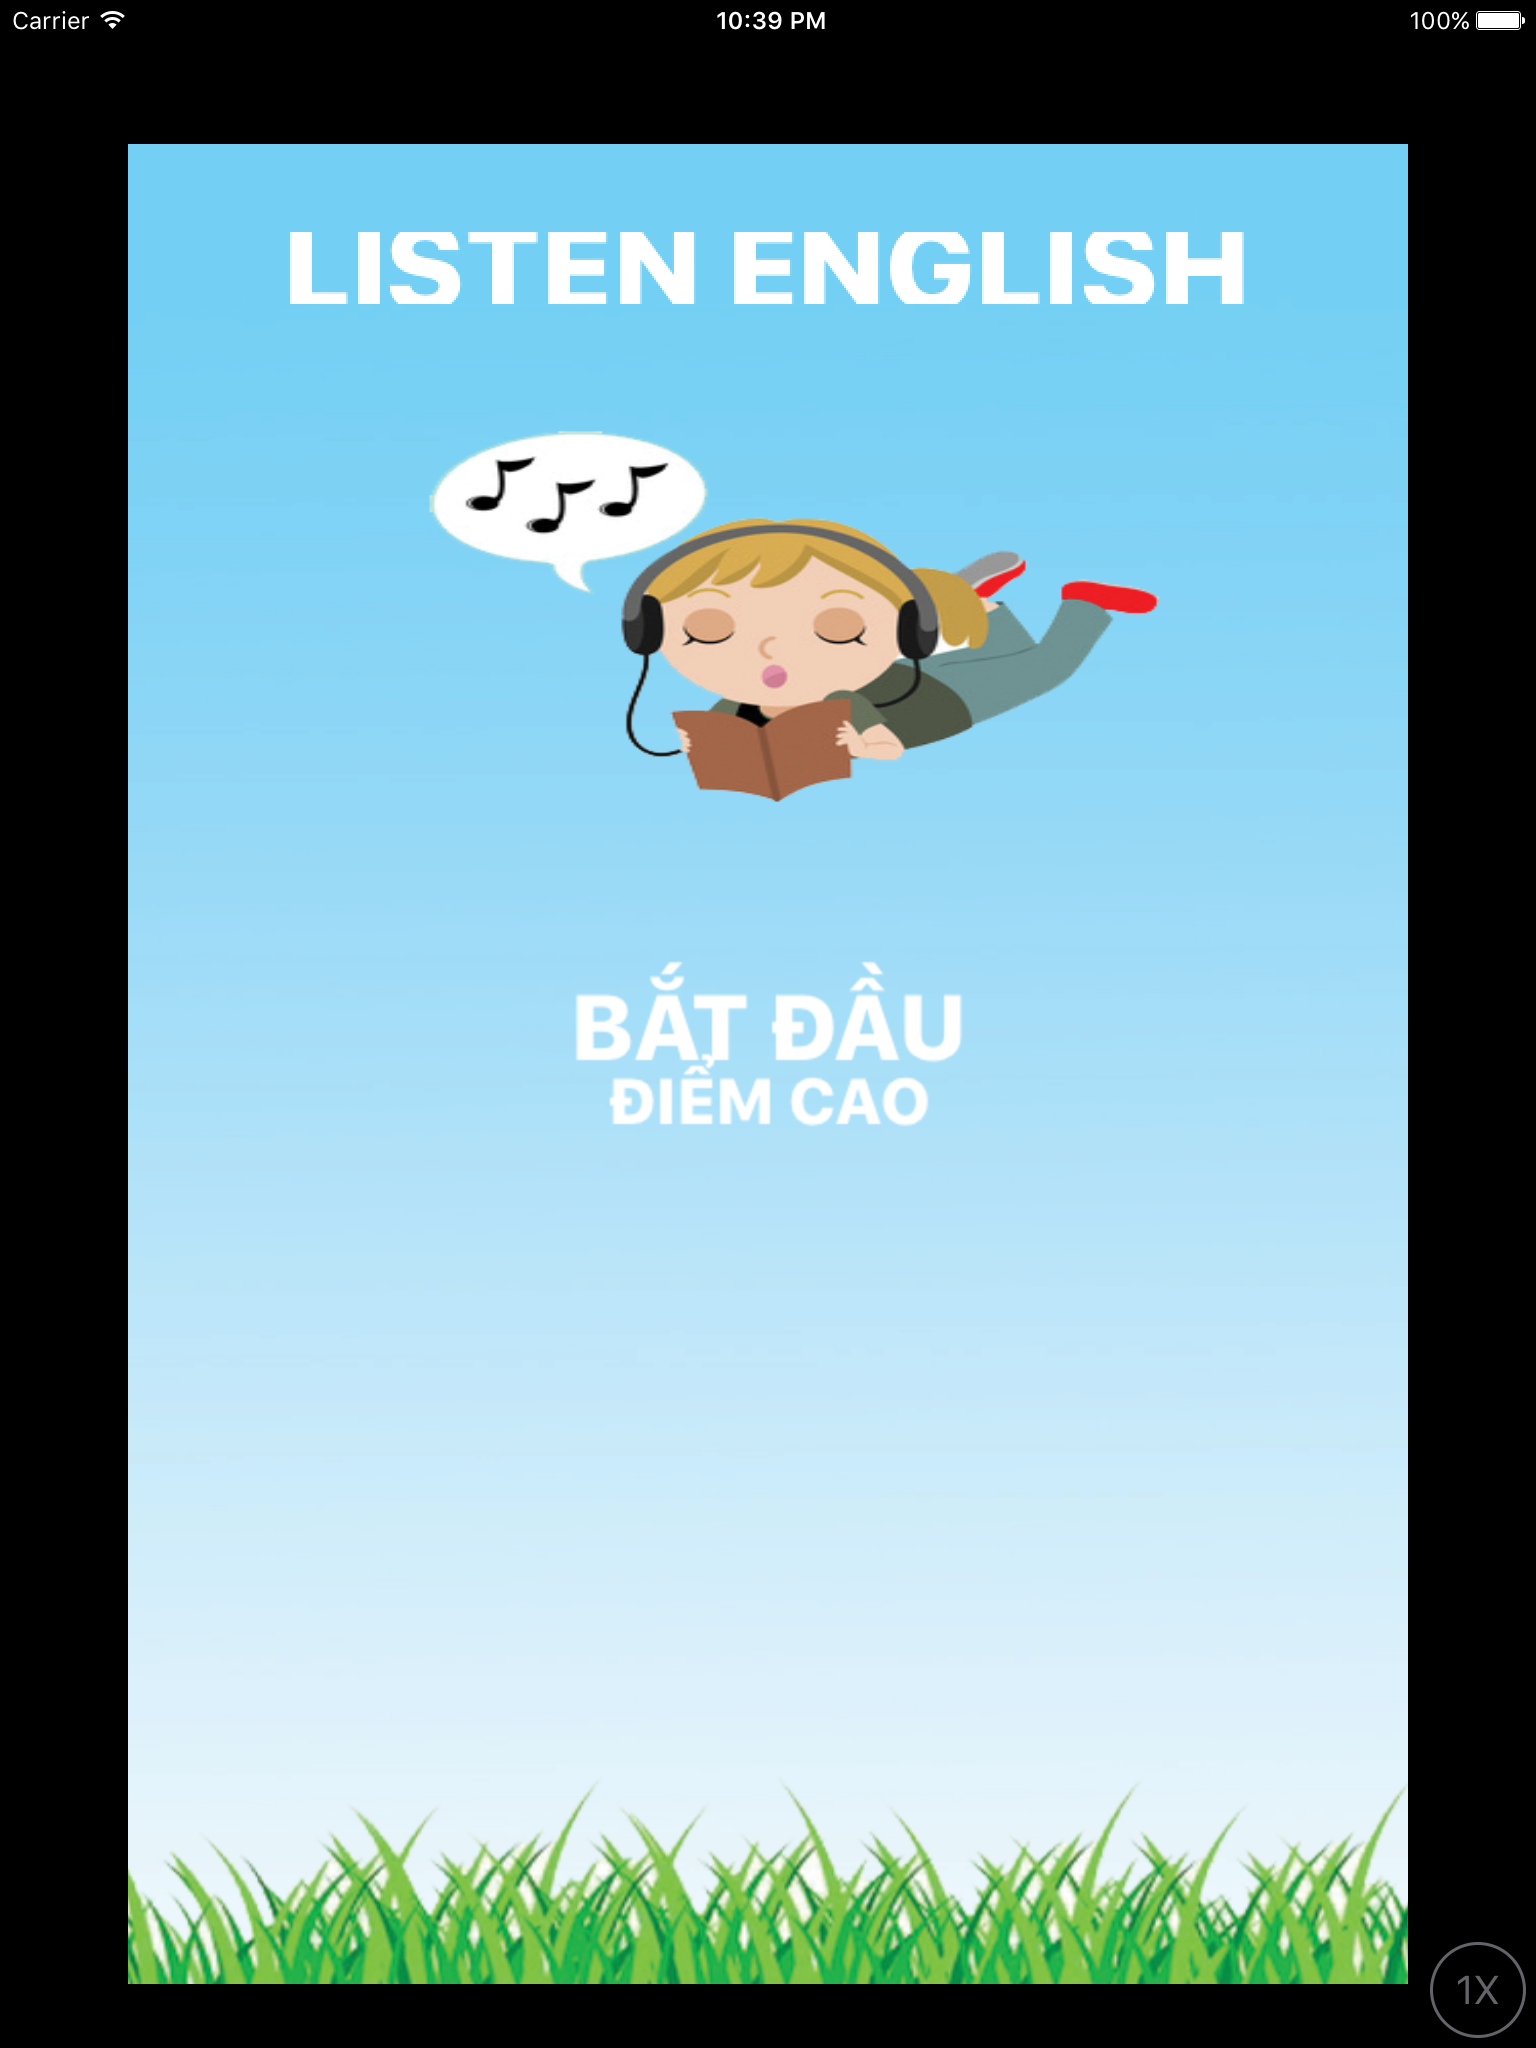 Carrier 10:39 PM 100%
LISTEN ENGLISH
BẮT ĐẦU
ĐIỂM CAO
1X